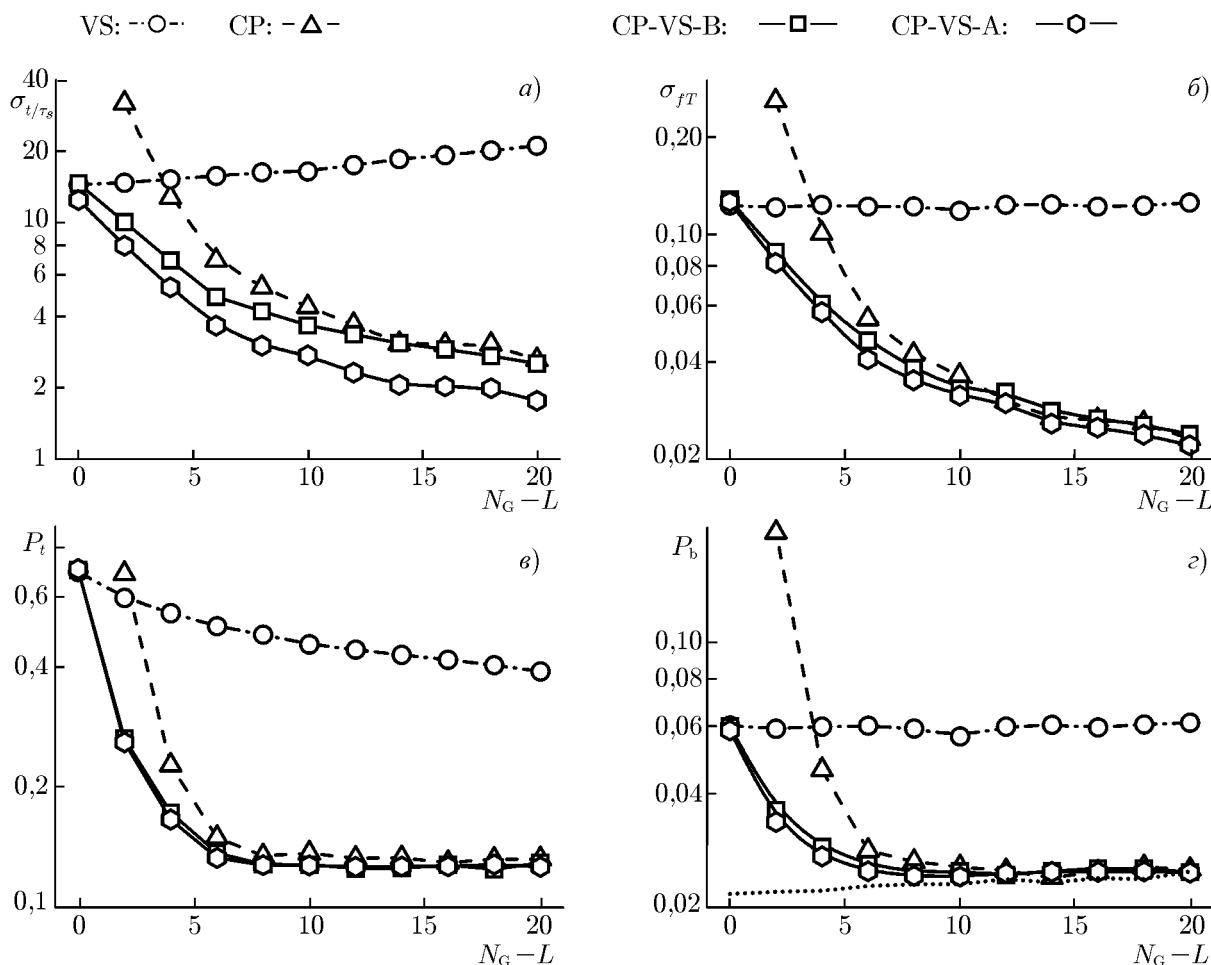 VS: CP: CP-VS-B: CP-VS-A:
40
σt/τs
20
10
8
6
4
2
1
а)
0 5 10 15 20
NG − L
σfT
0,20
0,10
0,08
0,06
0,04
0,02
б)
0 5 10 15 20
NG − L
Pt
0,6
0,4
0,2
0,1
в)
0 5 10 15 20
NG − L
Pb
0,10
0,08
0,06
0,04
0,02
г)
0 5 10 15 20
NG − L